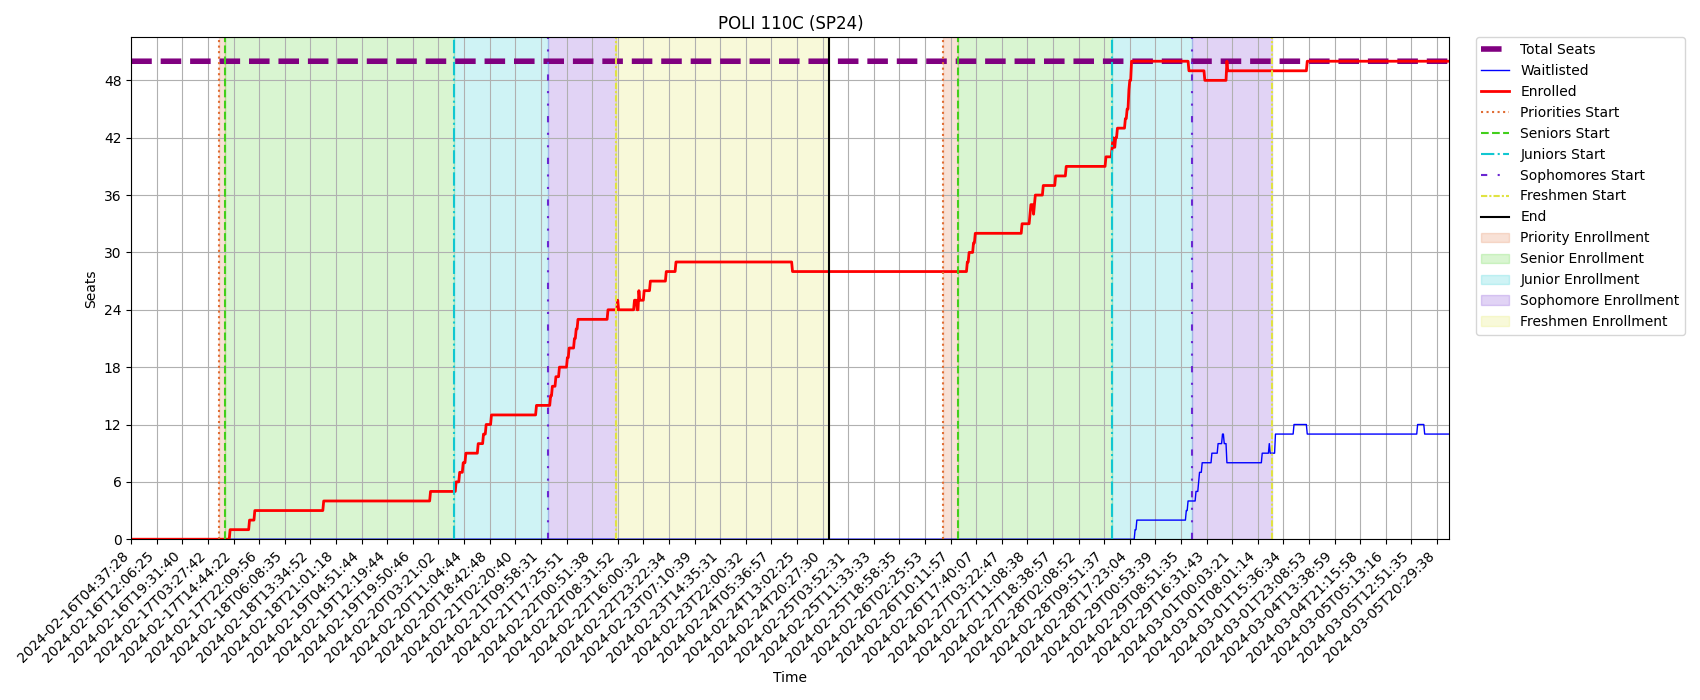 POLI 110C (SP24)
Total Seats
Waitlisted
Enrolled
Priorities Start
Seniors Start
Juniors Start
Sophomores Start
Freshmen Start
End
Priority Enrollment
Senior Enrollment
Junior Enrollment
Sophomore Enrollment
Freshmen Enrollment
Seats
48
42
36
30
24
18
12
6
0
2024-02-16T04:37:28
2024-02-16T12:06:25
2024-02-16T19:31:40
2024-02-17T03:27:42
2024-02-17T14:44:22
2024-02-17T22:09:56
2024-02-18T06:08:35
2024-02-18T13:34:52
2024-02-18T21:01:18
2024-02-19T04:51:44
2024-02-19T12:19:44
2024-02-19T19:50:46
2024-02-20T03:21:02
2024-02-20T11:04:44
2024-02-20T18:42:48
2024-02-21T02:20:40
2024-02-21T09:58:31
2024-02-21T17:25:51
2024-02-22T00:51:38
2024-02-22T08:31:52
2024-02-22T16:00:32
2024-02-22T23:22:34
2024-02-23T07:10:39
2024-02-23T14:35:31
2024-02-23T22:00:32
2024-02-24T05:36:57
2024-02-24T13:02:25
2024-02-24T20:27:30
2024-02-25T03:52:31
2024-02-25T11:33:33
2024-02-25T18:58:35
2024-02-26T02:25:53
2024-02-26T10:11:57
2024-02-26T17:40:07
2024-02-27T03:22:47
2024-02-27T11:08:38
2024-02-27T18:38:57
2024-02-28T02:08:52
2024-02-28T09:51:37
2024-02-28T17:23:04
2024-02-29T00:53:39
2024-02-29T08:51:35
2024-02-29T16:31:43
2024-03-01T00:03:21
2024-03-01T08:01:14
2024-03-01T15:36:34
2024-03-01T23:08:53
2024-03-04T13:38:59
2024-03-04T21:15:58
2024-03-05T05:13:16
2024-03-05T12:51:35
2024-03-05T20:29:38
Time